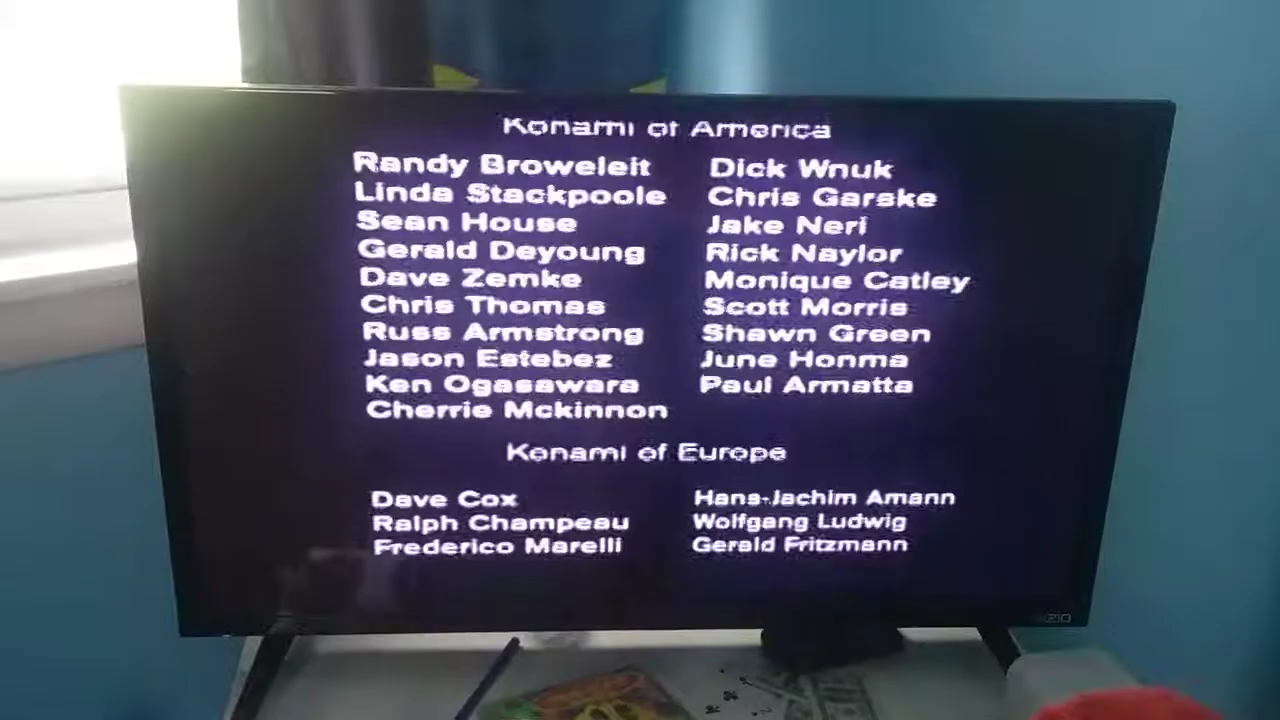 Konami of America
Randy Broweleit
Linda Stackpoole
Sean House
Gerald Deyoung
Dave Zemke
Chris Thomas
Russ Armstrong
Jason Estebez
Ken Ogasawara
Cherrie Mckinnon
Dick Wnuk
Chris Garske
Jake Neri
Rick Naylor
Monique Catley
Scott Morris
Shawn Green
June Honma
Paul Armatta
Konami of Europe
Dave Cox
Ralph Champeau
Frederico Marelli
Hans-Jachim Amann
Wolfgang Ludwig
Gerald Fritzmann